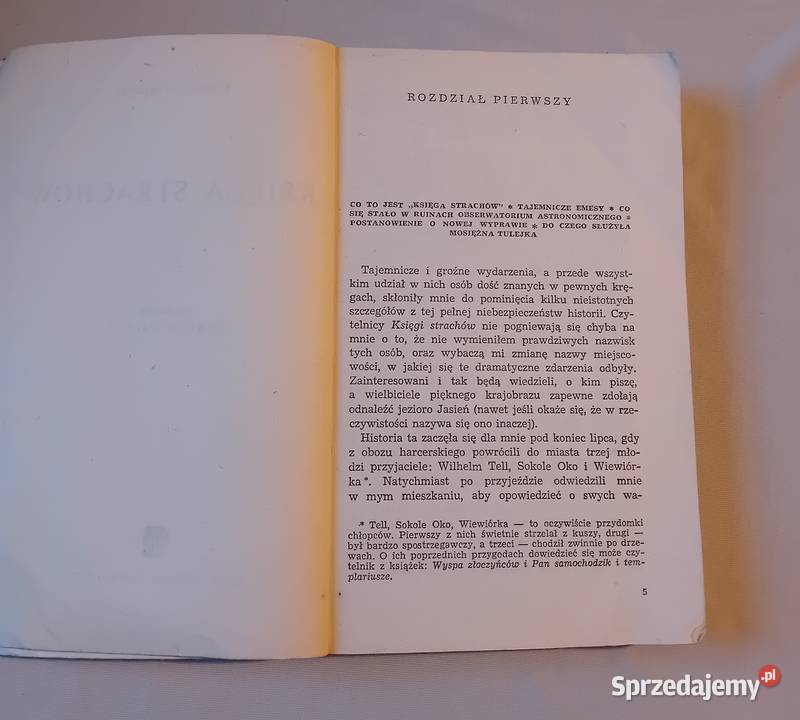 KSIĘGA STRACHÓW
ROZDZIAŁ PIERWSZY
CO TO JEST „KSIĘGA STRACHÓW" * TAJEMNICZE EMESY * CO
SIĘ STAŁO W RUINACH OBSERWATORIUM ASTRONOMICZNEGO *
POSTANOWIENIE O NOWEJ WYPRAWIE * DO CZEGO SŁUŻYŁA
MOSIĘŻNA TULEJKA
Tajemnicze i groźne wydarzenia, a przede wszyst-
kim udział w nich osób dość znanych w pewnych krę-
gach, skłoniły mnie do pominięcia kilku nieistotnych
szczegółów z tej pełnej niebezpieczeństw historii. Czy-
telnicy Księgi strachów nie pogniewają się chyba na
mnie o to, że nie wymieniłem prawdziwych nazwisk
tych osób, oraz wybaczą mi zmianę nazwy miejsco-
wości, w jakiej się te dramatyczne zdarzenia odbyły.
Zainteresowani i tak będą wiedzieli, o kim piszę,
a wielbiciele pięknego krajobrazu zapewne zdołają
odnaleźć jezioro Jasień (nawet jeśli okaże się, że w rze-
czywistości nazywa się ono inaczej).
Historia ta zaczęła się dla mnie pod koniec lipca, gdy
z obozu harcerskiego powrócili do miasta trzej mło-
dzi przyjaciele: Wilhelm Tell, Sokole Oko i Wiewiór-
ka*. Natychmiast po przyjeździe odwiedzili mnie
w mym mieszkaniu, aby opowiedzieć o swych wa-
* Tell, Sokole Oko, Wiewiórka — to oczywiście przydomki
chłopców. Pierwszy z nich świetnie strzelał z kuszy, drugi —
był bardzo spostrzegawczy, a trzeci — chodził zwinnie po drze-
wach. O ich poprzednich przygodach dowiedzieć się może czy-
telnik z książek: Wyspa złoczyńców i Pan samochodzik i tem-
plariusze.
5
Sprzedajemy.pl